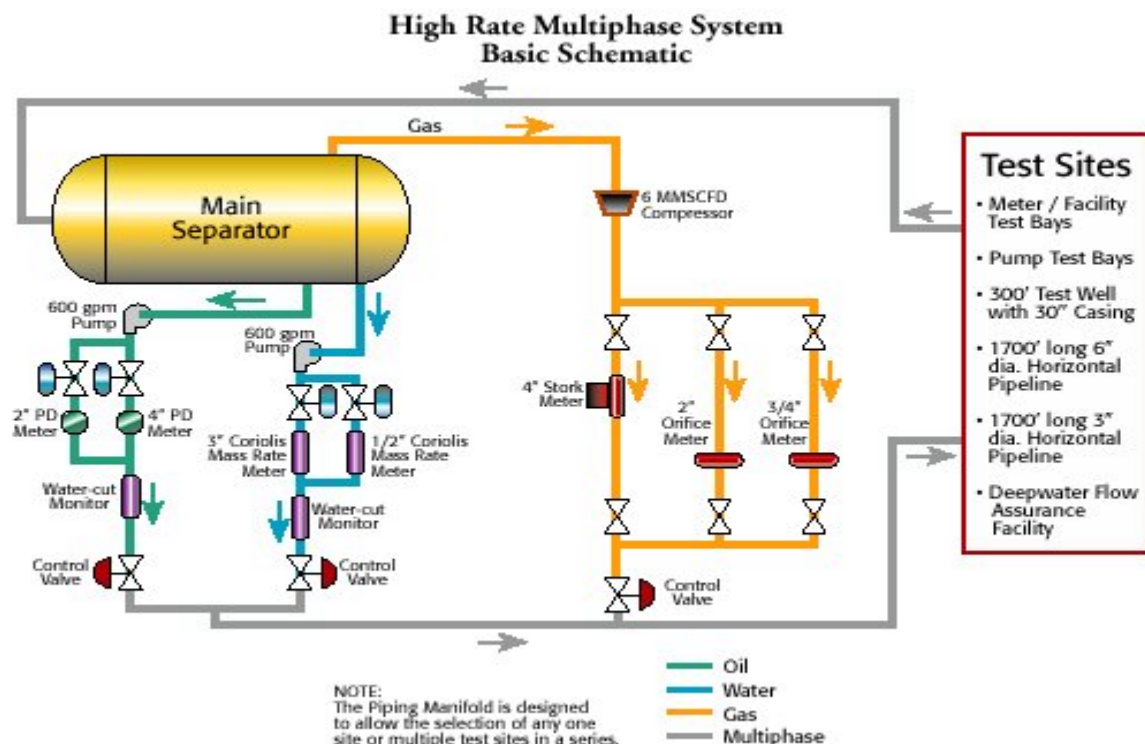 High Rate Multiphase System
Basic Schematic
Gas
Main
Separator
6 MMSCFD
Compressor
600 gpm
Pump
600 gpm
Pump
2" PD
Meter
4" PD
Meter
3" Coriolis
Mass Rate
Meter
1/2" Coriolis
Mass Rate
Meter
4" Stork
Meter
2"
Orifice
Meter
3/4"
Orifice
Meter
Water-cut
Monitor
Water-cut
Monitor
Control
Valve
Control
Valve
Control
Valve
Test Sites
• Meter / Facility
Test Bays
• Pump Test Bays
• 300' Test Well
with 30" Casing
• 1700' long 6"
dia. Horizontal
Pipeline
• 1700' long 3"
dia. Horizontal
Pipeline
• Deepwater Flow
Assurance
Facility
NOTE:
The Piping Manifold is designed
to allow the selection of any one
site or multiple test sites in a series.
Oil
Water
Gas
Multiphase